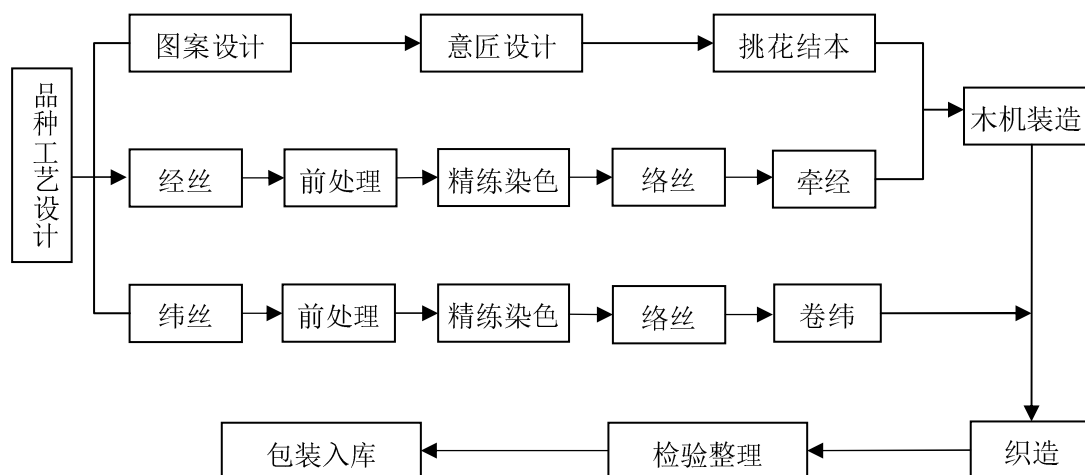 品种工艺设计
图案设计
意匠设计
挑花结本
木机装造
经丝
前处理
精练染色
络丝
牵经
纬丝
前处理
精练染色
络丝
卷纬
织造
检验整理
包装入库